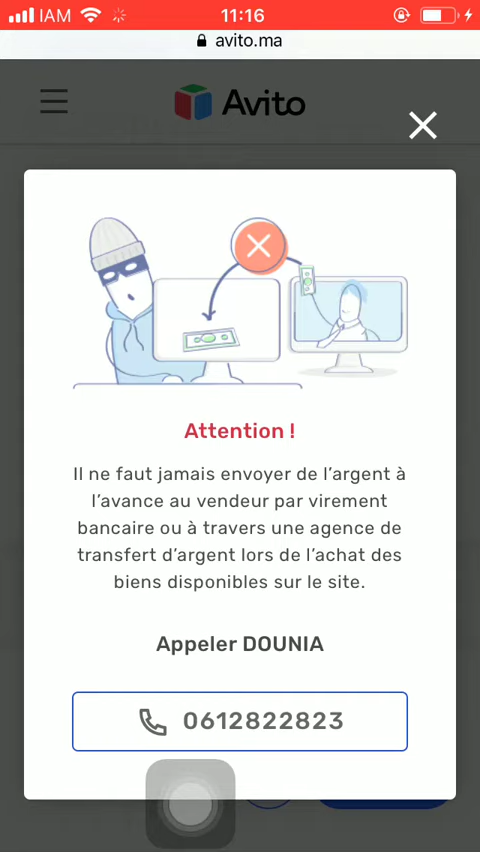 IAM 11:16
avito.ma
Avito
Attention !
Il ne faut jamais envoyer de l'argent à
l'avance au vendeur par virement
bancaire ou à travers une agence de
transfert d'argent lors de l'achat des
biens disponibles sur le site.
Appeler DOUNIA
0612822823